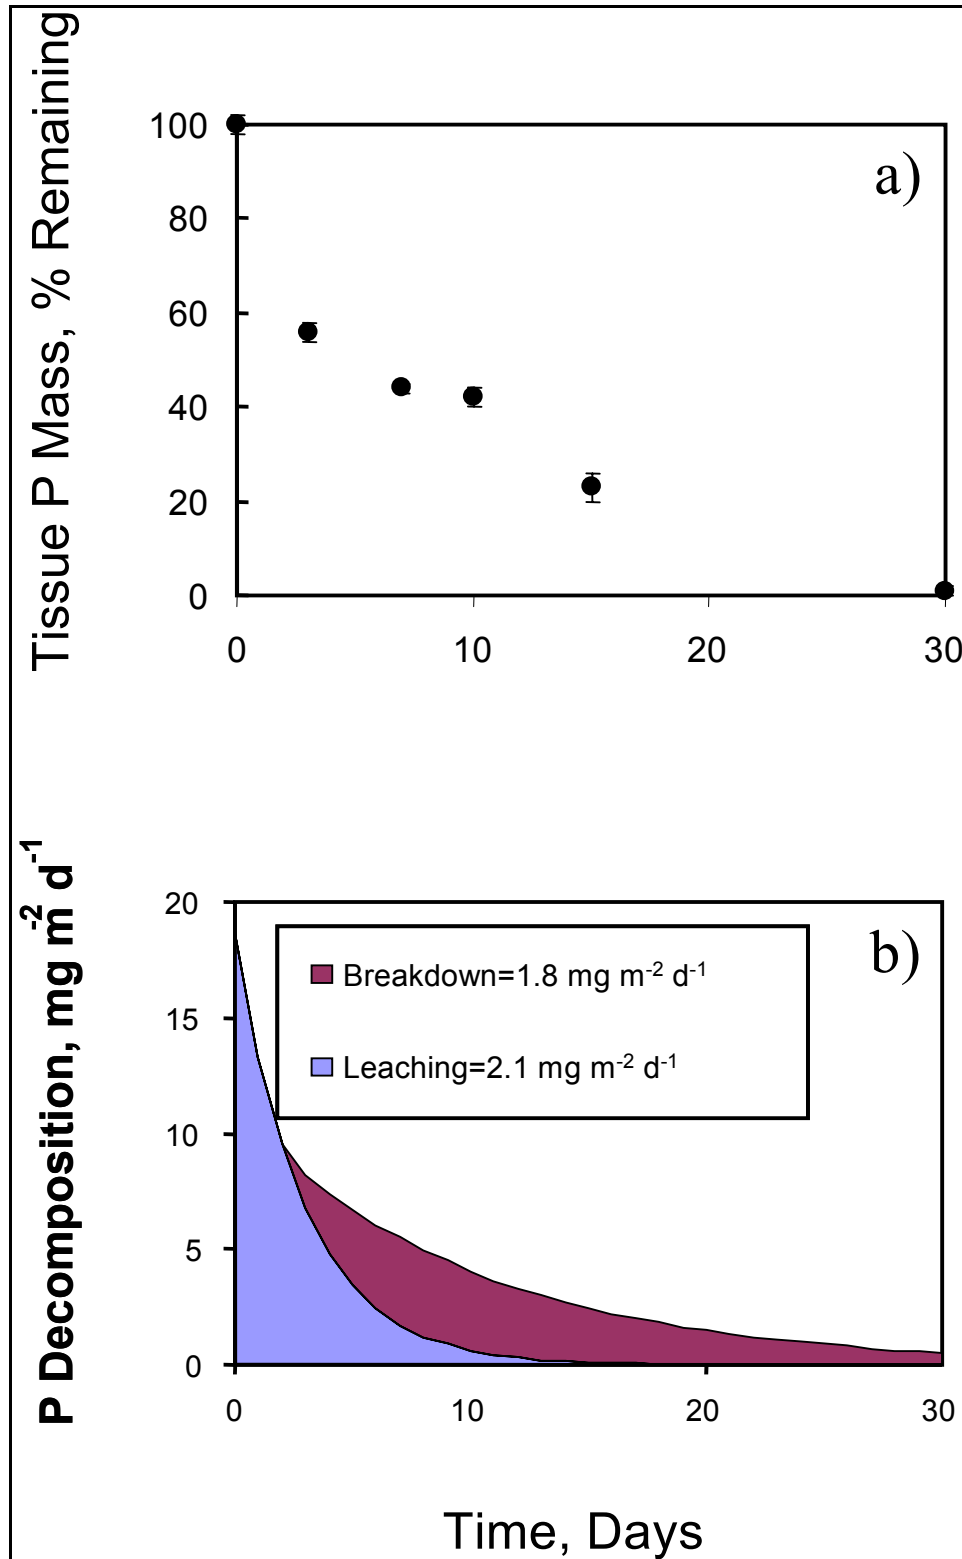 Tissue P Mass, % Remaining
100
80
60
40
20
0
a)
0 10 20 30
P Decomposition, mg m-2 d-1
20
15
10
5
0
b)
Breakdown=1.8 mg m-2 d-1
Leaching=2.1 mg m-2 d-1
0 10 20 30
Time, Days